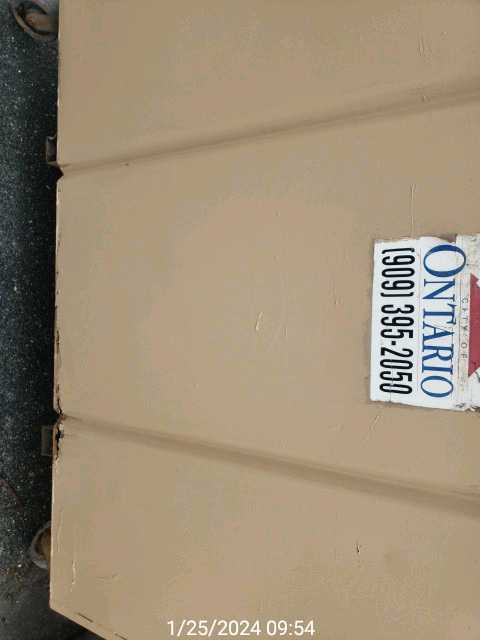 CITY OF
ONTARIO
(909) 395-2050
1/25/2024 09:54